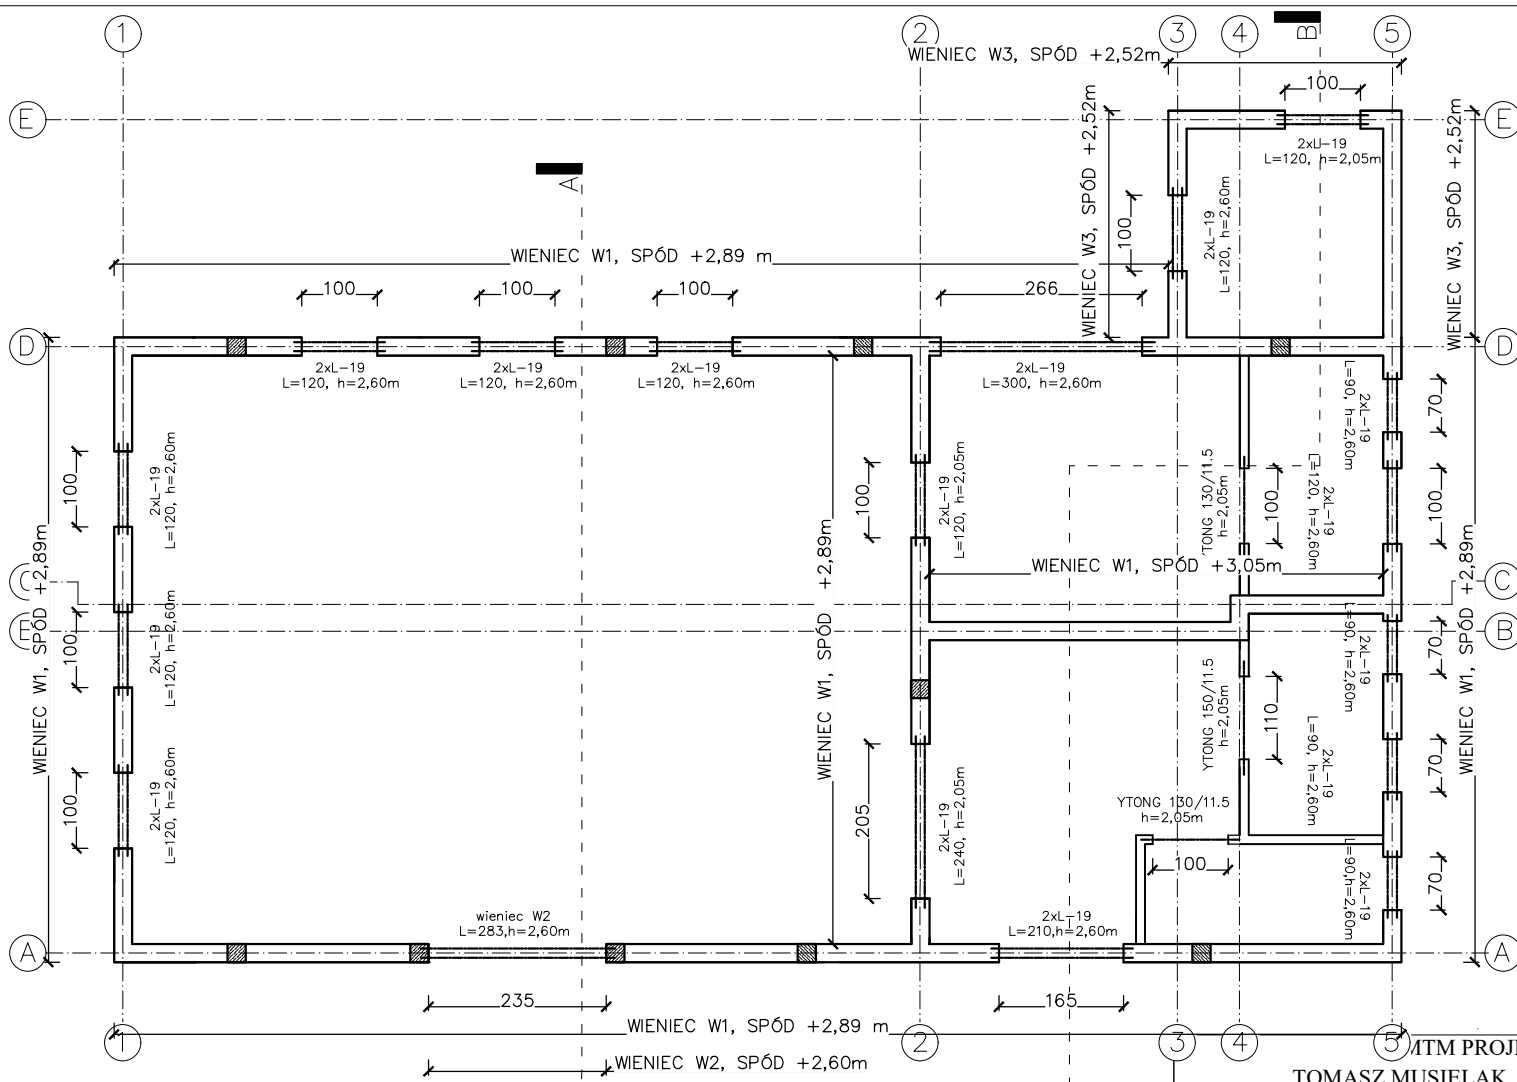 1
2
3
4
5
B
WIENIEC W3, SPÓD +2,52m
100
E
E
2xL-19
L=120, h=2,05m
WIENIEC W3, SPÓD +2,52m
WIENIEC W3, SPÓD +2,52m
A
100
2xL-19
L=120, h=2,60m
WIENIEC W1, SPÓD +2,89 m
100
100
100
266
D
D
2xL-19
L=120, h=2,60m
2xL-19
L=120, h=2,60m
2xL-19
L=120, h=2,60m
2xL-19
L=300, h=2,60m
2xL-19
L=90, h=2,60m
70
100
2xL-19
L=120, h=2,60m
100
2xL-19
L=120, h=2,05m
TONG 130/11.5
h=2,05m
100
2xL-19
L=120, h=2,60m
100
WIENIEC W1, SPÓD +2,89m
WIENIEC W1, SPÓD +2,89m
WIENIEC W1, SPÓD +3,05m
WIENIEC W1, SPÓD +2,89m
C
C
B
100
2xL-19
L=120, h=2,60m
2xL-19
L=90, h=2,60m
70
YTONG 150/11.5
h=2,05m
110
2xL-19
L=90, h=2,60m
70
100
2xL-19
L=120, h=2,60m
205
2xL-19
L=240, h=2,05m
YTONG 130/11.5
h=2,05m
100
2xL-19
L=90,h=2,60m
70
wieniec W2
L=283,h=2,60m
2xL-19
L=210,h=2,60m
A
A
235
165
WIENIEC W1, SPÓD +2,89 m
1
2
3
4
5
WIENIEC W2, SPÓD +2,60m
MTM PROJ
TOMASZ MUSIELAK